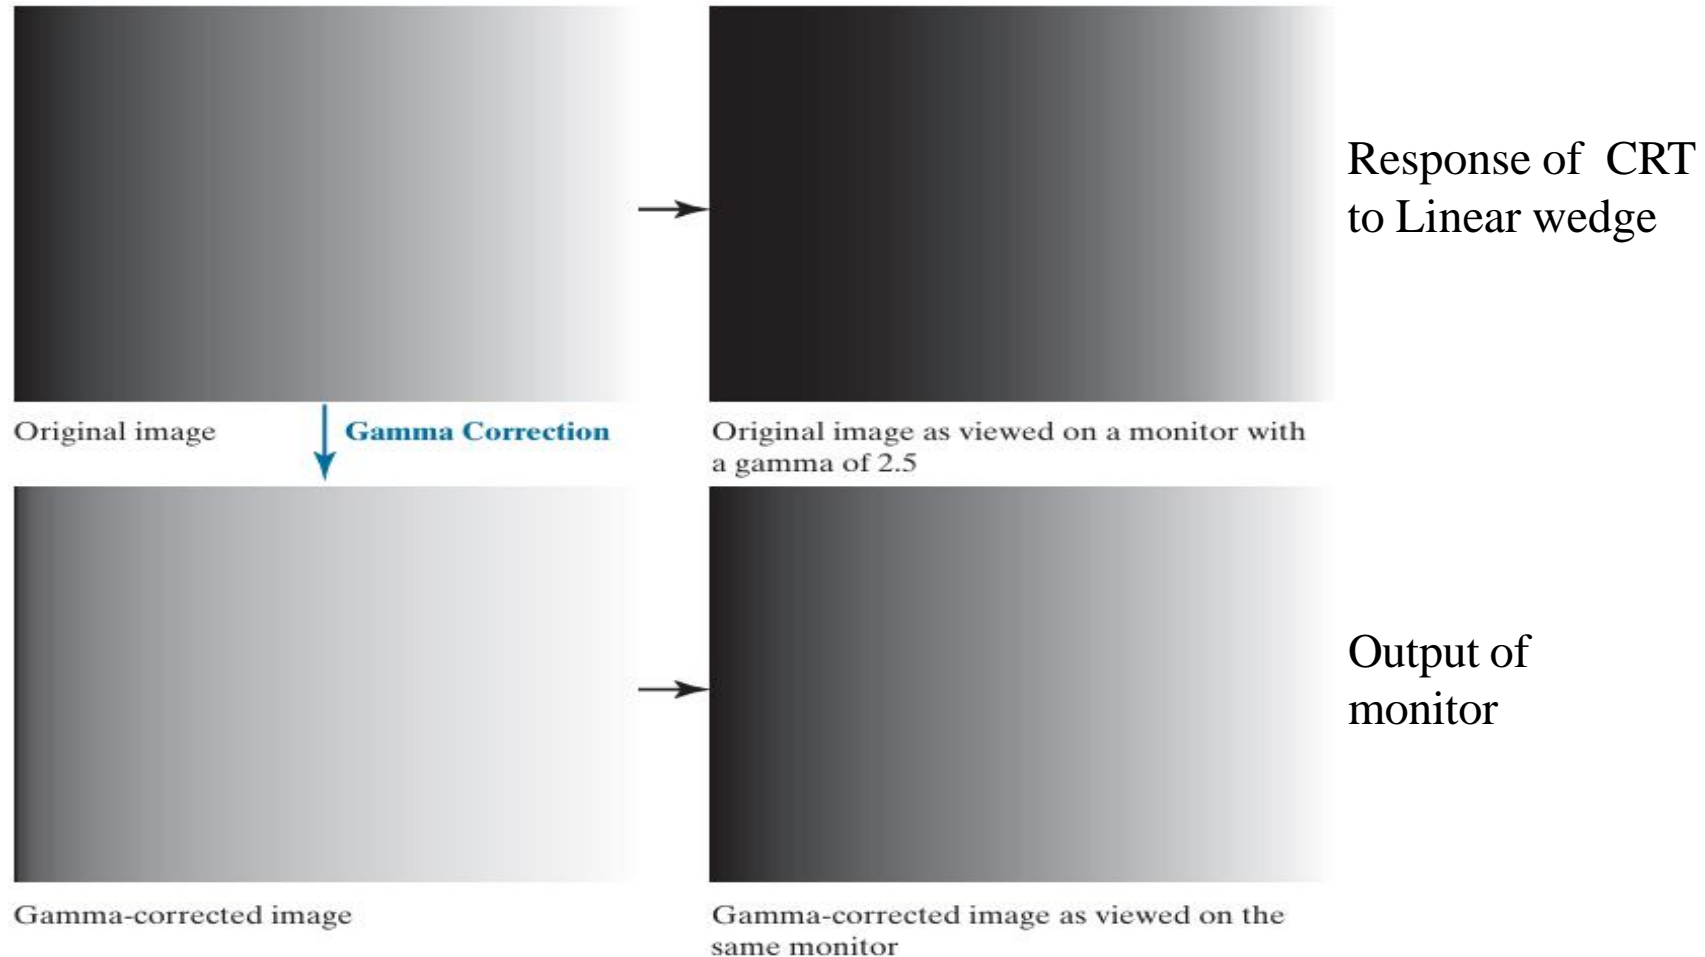 Response of CRT
to Linear wedge
Original image
Gamma Correction
Original image as viewed on a monitor with
a gamma of 2.5
Output of
monitor
Gamma-corrected image
Gamma-corrected image as viewed on the
same monitor